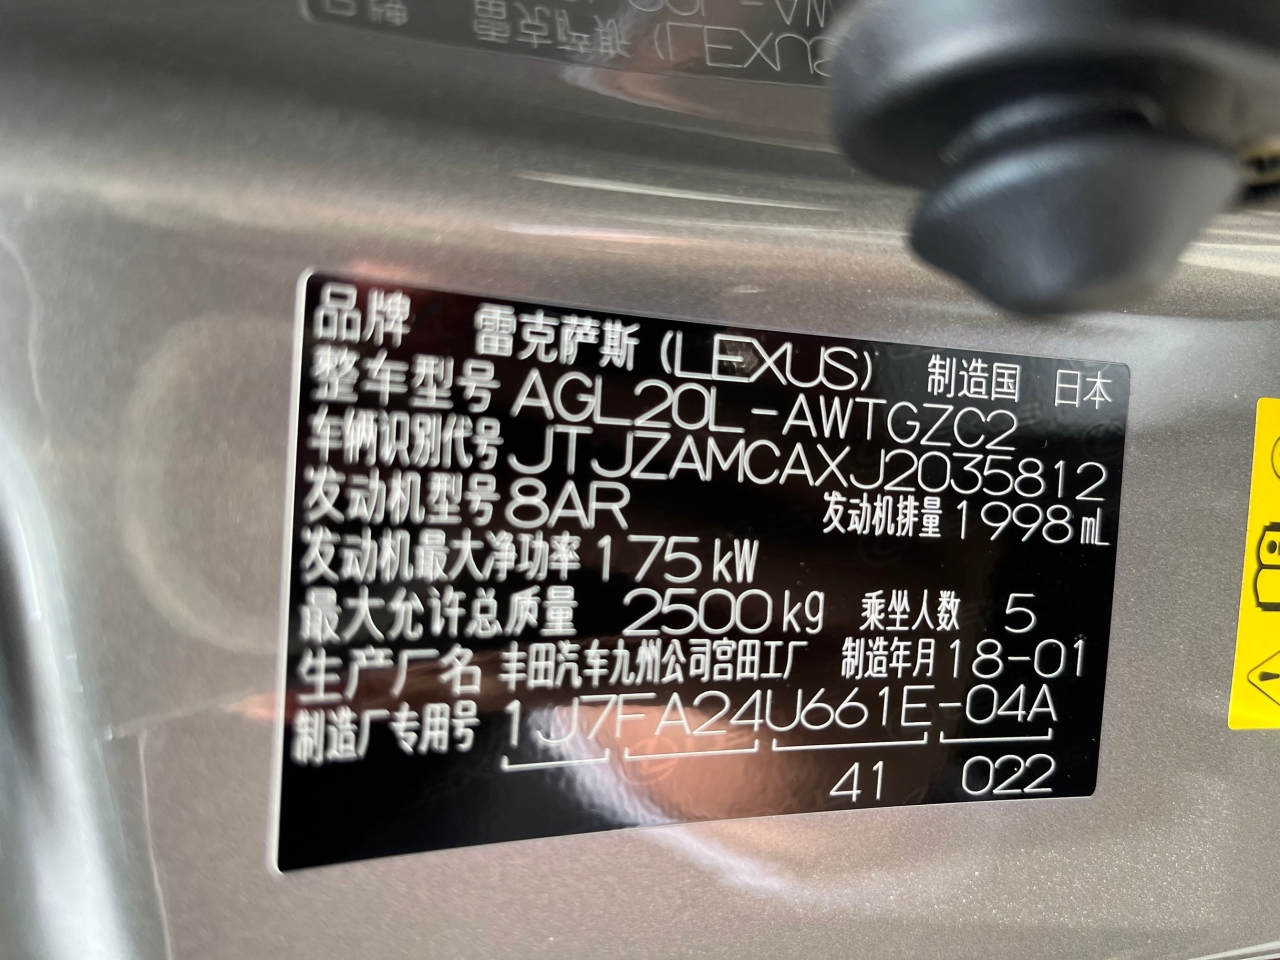 品牌 雷克萨斯 (LEXUS) 制造国 日本
整车型号 AGL20L-AWTGZC2
车辆识别代号 JTJZAMCAXJ2035812
发动机型号 8AR 发动机排量 1998mL
发动机最大净功率 175kW
最大允许总质量 2500kg 乘坐人数 5
生产厂名 丰田汽车九州公司宫田工厂 制造年月 18-01
制造厂专用号 1J7FA24U661E-04A
41 022